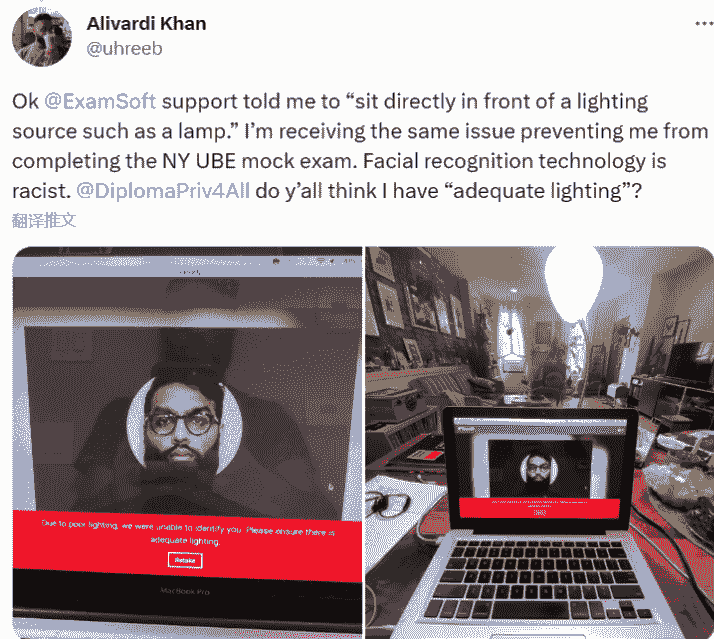 Alivardi Khan
@uhreeb
Ok @ExamSoft support told me to “sit directly in front of a lighting
source such as a lamp.” I’m receiving the same issue preventing me from
completing the NY UBE mock exam. Facial recognition technology is
racist. @DiplomaPriv4All do y’all think I have “adequate lighting”?
翻译推文
Due to poor lighting, we were unable to identify you. Please ensure there is
adequate lighting.
Retake
MacBook Pro